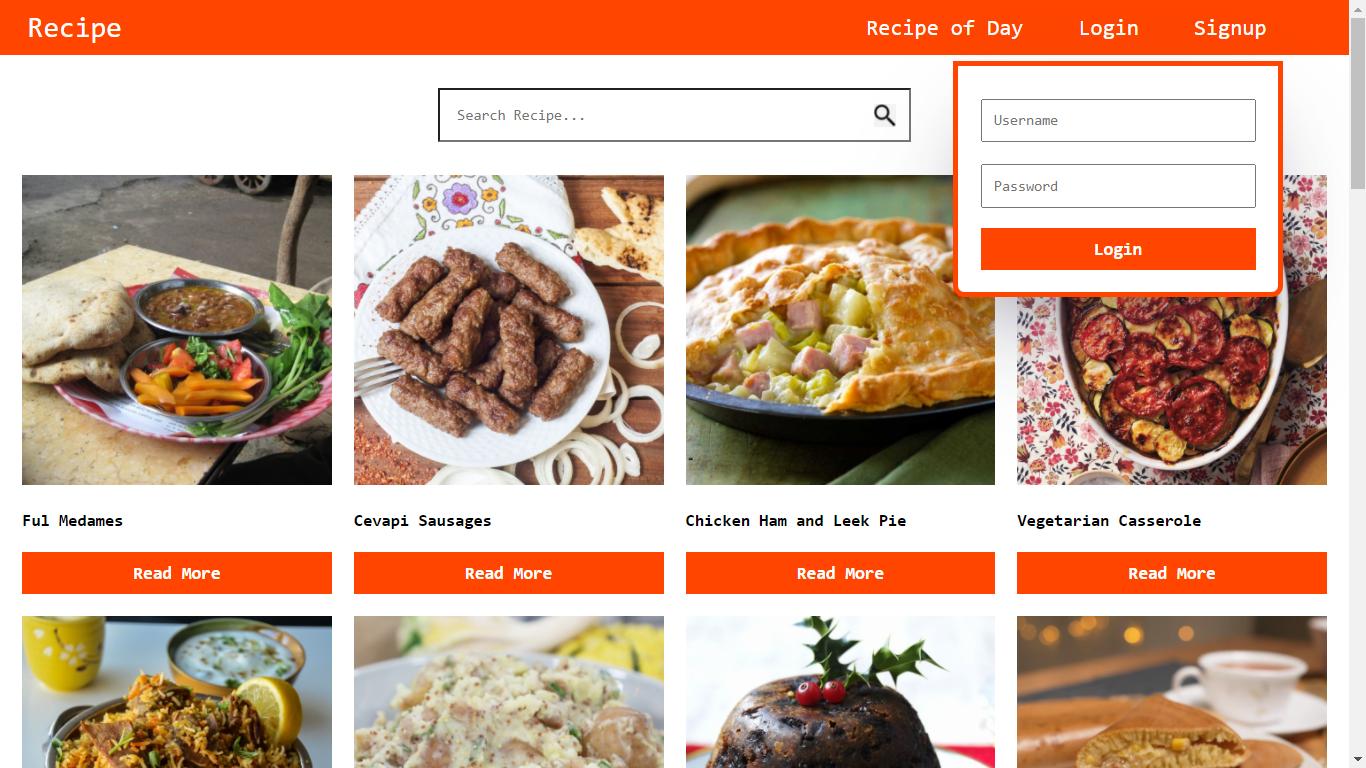 Recipe
Recipe of Day
Login
Signup
Search Recipe...
Username
Password
Login
Ful Medames
Cevapi Sausages
Chicken Ham and Leek Pie
Vegetarian Casserole
Read More
Read More
Read More
Read More